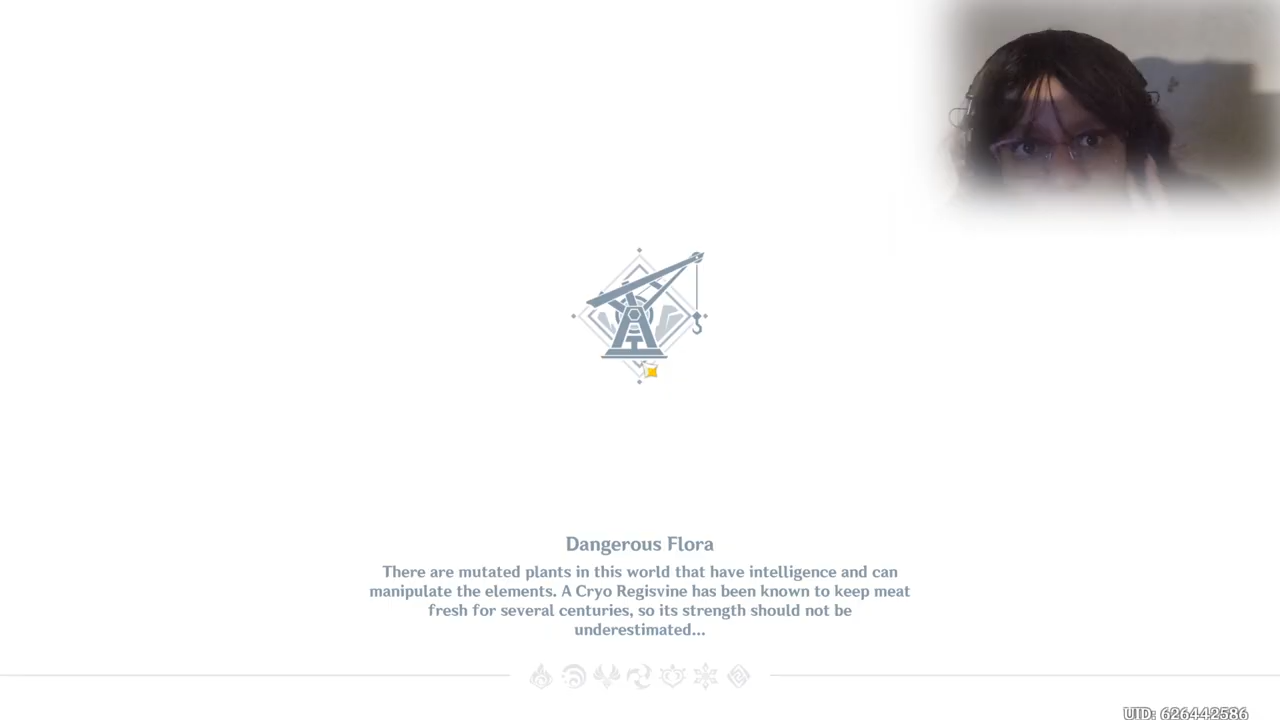 Dangerous Flora
There are mutated plants in this world that have intelligence and can
manipulate the elements. A Cryo Regisvine has been known to keep meat
fresh for several centuries, so its strength should not be
underestimated...
UID: 626442586